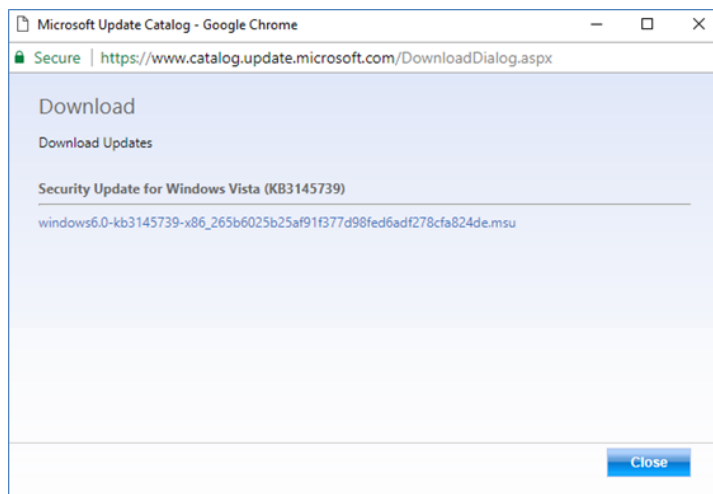 Microsoft Update Catalog - Google Chrome
Secure | https://www.catalog.update.microsoft.com/DownloadDialog.aspx
Download
Download Updates
Security Update for Windows Vista (KB3145739)
windows6.0-kb3145739-x86_265b6025b25af91f377d98fed6adf278cfa824de.msu
Close